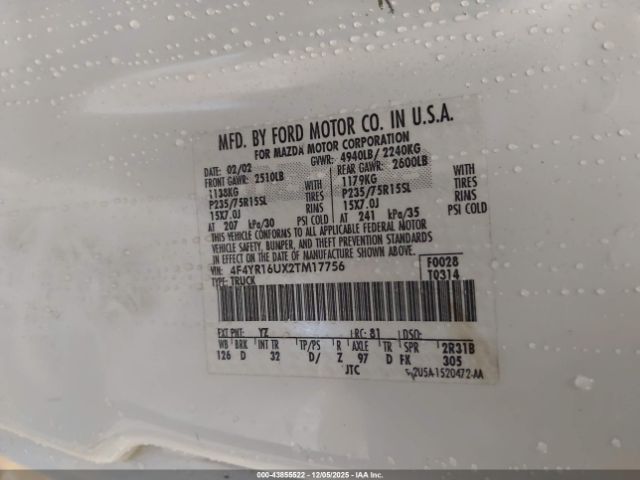 MFD. BY FORD MOTOR CO. IN U.S.A.
FOR MAZDA MOTOR CORPORATION
DATE: 02/02 GVWR: 4940LB/ 2240KG
FRONT GAWR: 2510LB REAR GAWR: 2600LB
1138KG WITH 1179KG WITH
P235/75R15SL TIRES P235/75R15SL TIRES
15X7.0J RIMS 15X7.0J RIMS
AT 207 kPa/30 PSI COLD AT 241 kPa/35 PSI COLD
THIS VEHICLE CONFORMS TO ALL APPLICABLE FEDERAL MOTOR
VEHICLE SAFETY, BUMPER, AND THEFT PREVENTION STANDARDS
IN EFFECT ON THE DATE OF MANUFACTURE SHOWN ABOVE.
VIN: 4F4YR16UX2TM17756 F0028
TYPE: TRUCK T0314
EXT PNT: YZ RC: 81 DSO:
WB BRK INT TR TP/PS R AXLE TR SPR 2R31B
126 D 32 D/ Z 97 D FK 305
JTC
2U5A-1520472-AA
000-43855522 - 12/05/2025 - IAA Inc.